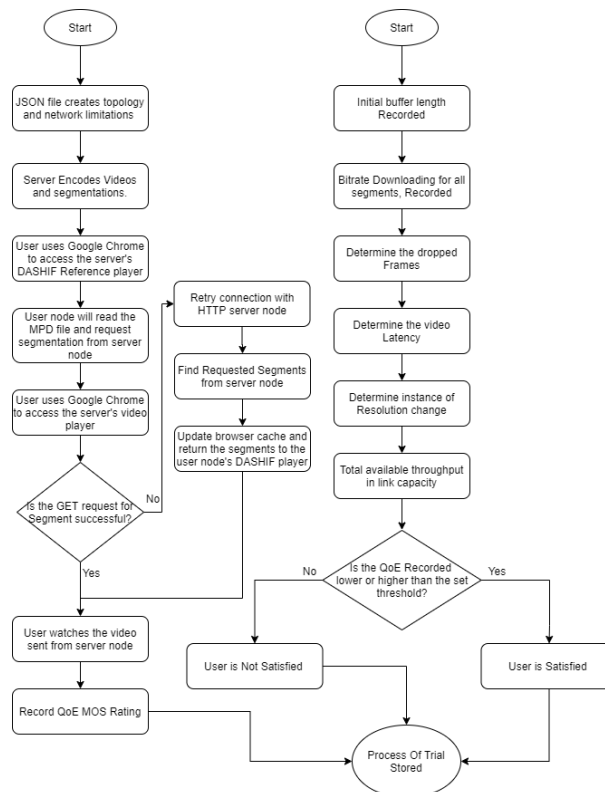 Start
JSON file creates topology
and network limitations
Server Encodes Videos
and segmentations.
User uses Google Chrome
to access the server's
DASHIF Reference player
User node will read the
MPD file and request
segmentation from server
node
User uses Google Chrome
to access the server's video
player
Is the GET request for
Segment successful?
No
Yes
Retry connection with
HTTP server node
Find Requested Segments
from server node
Update browser cache and
return the segments to the
user node's DASHIF player
User watches the video
sent from server node
Record QoE MOS Rating
Start
Initial buffer length
Recorded
Bitrate Downloading for all
segments, Recorded
Determine the dropped
Frames
Determine the video
Latency
Determine instance of
Resolution change
Total available throughput
in link capacity
Is the QoE Recorded
lower or higher than the set
threshold?
No
Yes
User is Not Satisfied
User is Satisfied
Process Of Trial
Stored